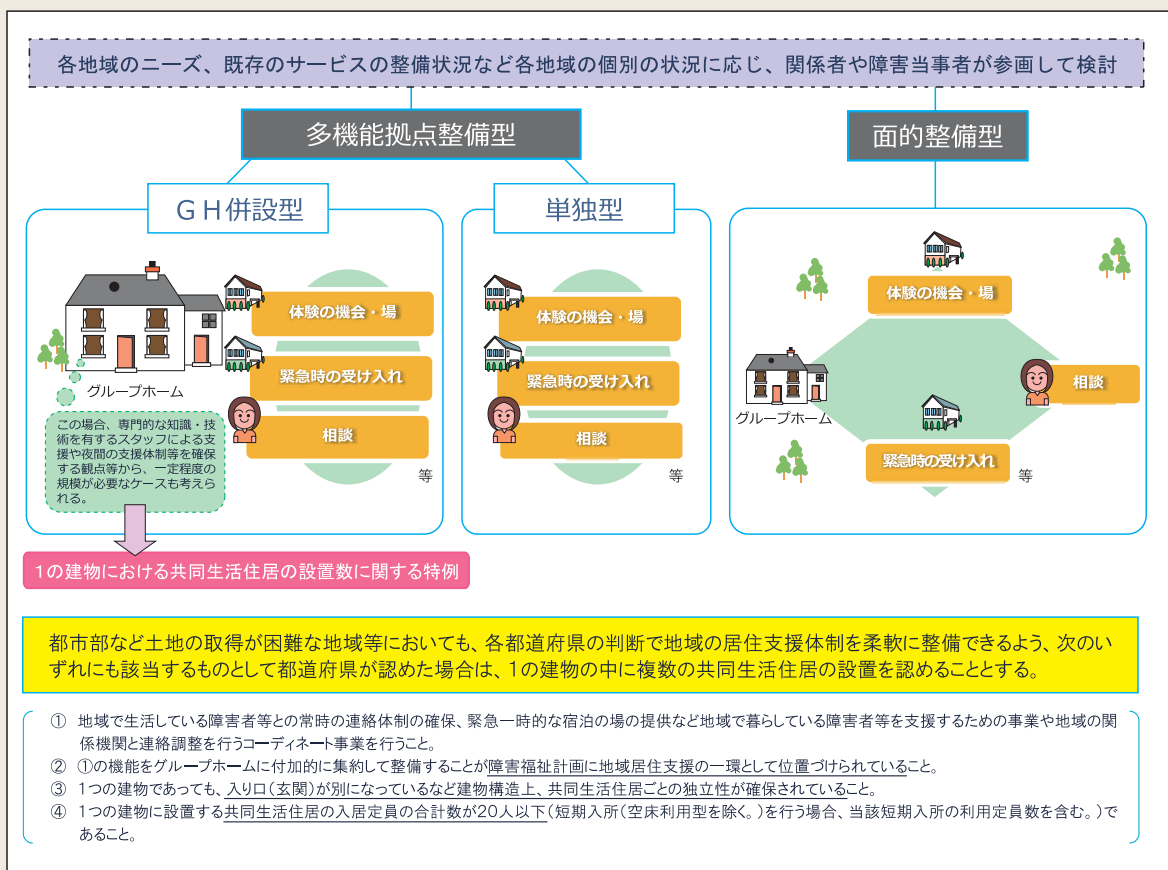 各地域のニーズ、既存のサービスの整備状況など各地域の個別の状況に応じ、関係者や障害当事者が参画して検討
多機能拠点整備型
面的整備型
ＧＨ併設型
単独型
体験の機会・場
緊急時の受け入れ
相談
等
グループホーム
この場合、専門的な知識・技
術を有するスタッフによる支
援や夜間の支援体制等を確保
する観点等から、一定程度の
規模が必要なケースも考えら
れる。
体験の機会・場
緊急時の受け入れ
相談
等
体験の機会・場
グループホーム
相談
緊急時の受け入れ
等
１の建物における共同生活住居の設置数に関する特例
都市部など土地の取得が困難な地域等においても、各都道府県の判断で地域の居住支援体制を柔軟に整備できるよう、次のい
ずれにも該当するものとして都道府県が認めた場合は、１の建物の中に複数の共同生活住居の設置を認めることとする。
① 地域で生活している障害者等との常時の連絡体制の確保、緊急一時的な宿泊の場の提供など地域で暮らしている障害者等を支援するための事業や地域の関
係機関と連絡調整を行うコーディネート事業を行うこと。
② ①の機能をグループホームに付加的に集約して整備することが障害福祉計画に地域居住支援の一環として位置づけられていること。
③ １つの建物であっても、入り口（玄関）が別になっているなど建物構造上、共同生活住居ごとの独立性が確保されていること。
④ １つの建物に設置する共同生活住居の入居定員の合計数が20人以下（短期入所（空床利用型を除く。）を行う場合、当該短期入所の利用定員数を含む。）で
あること。